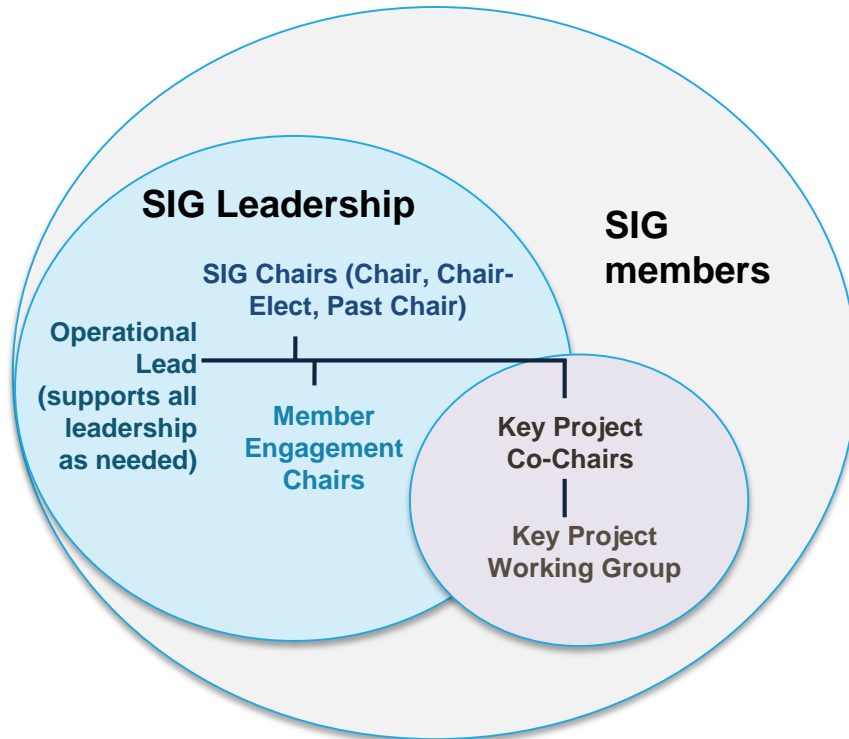 SIG Leadership
SIG
members
SIG Chairs (Chair, Chair-
Elect, Past Chair)
Operational
Lead
(supports all
leadership
as needed)
Member
Engagement
Chairs
Key Project
Co-Chairs
Key Project
Working Group